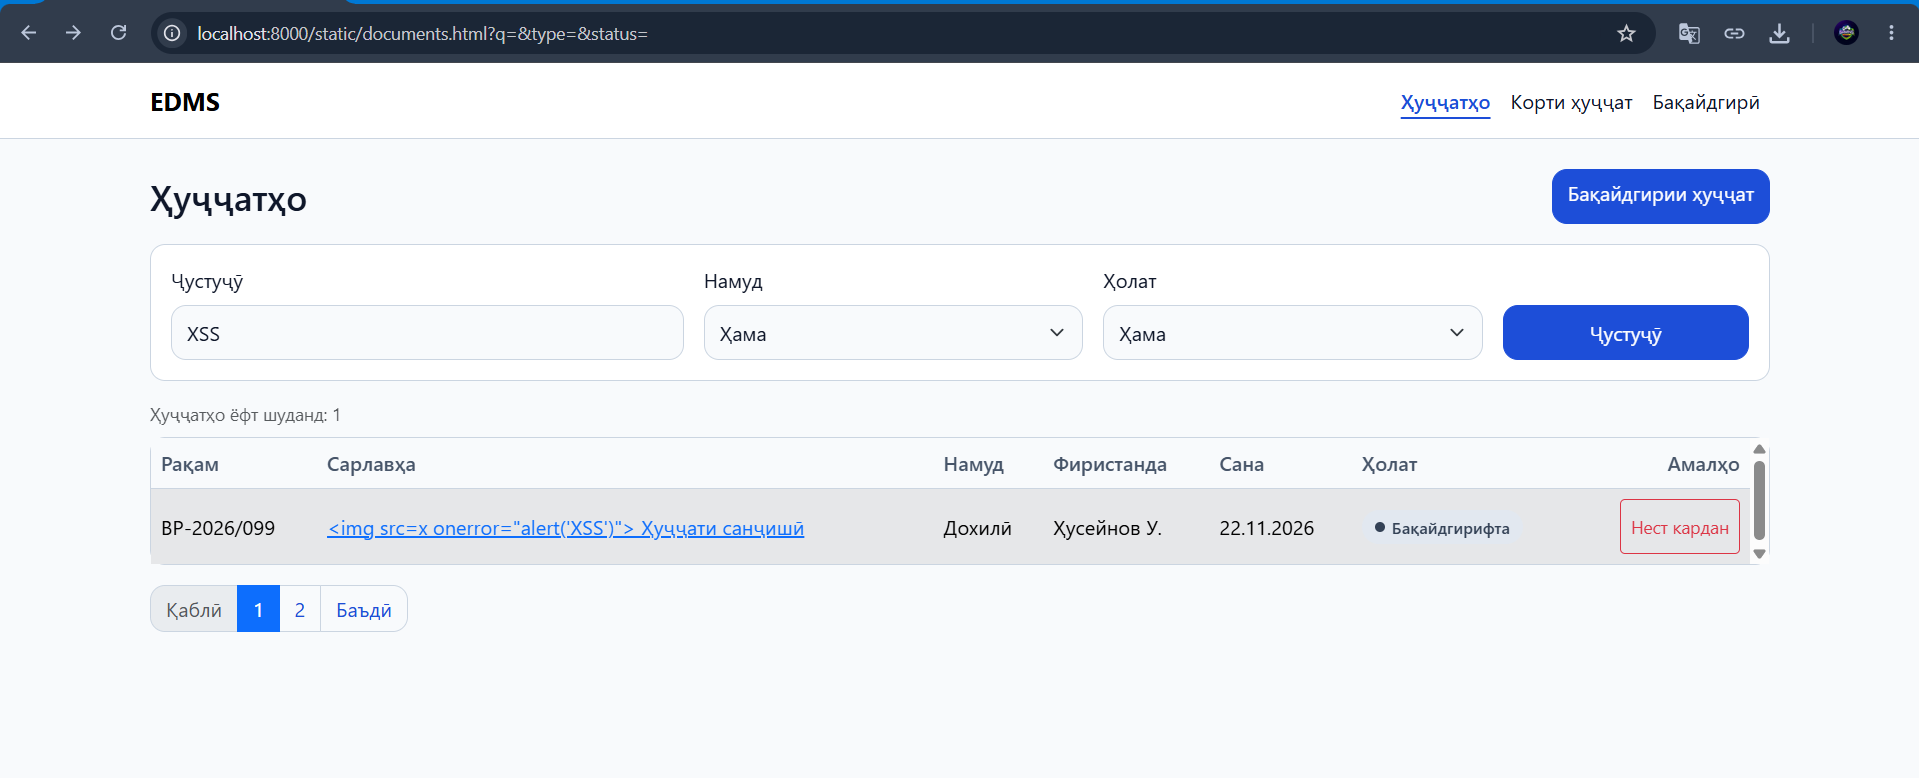 localhost:8000/static/documents.html?q=&type=&status=
EDMS
Ҳуҷҷатҳо Корти ҳуҷҷат Бақайдгирӣ
Ҳуҷҷатҳо
Бақайдгирии ҳуҷҷат
Ҷустуҷӯ Намуд Ҳолат
XSS Ҳама Ҳама Ҷустуҷӯ
Ҳуҷҷатҳо ёфт шуданд: 1
Рақам Сарлавҳа Намуд Фиристанда Сана Ҳолат Амалҳо
ВР-2026/099 <img src=x onerror="alert('XSS')"> Ҳуҷҷати санҷишӣ Дохилӣ Ҳусейнов У. 22.11.2026 Бақайдгирифта Нест кардан
Қаблӣ 1 2 Баъдӣ